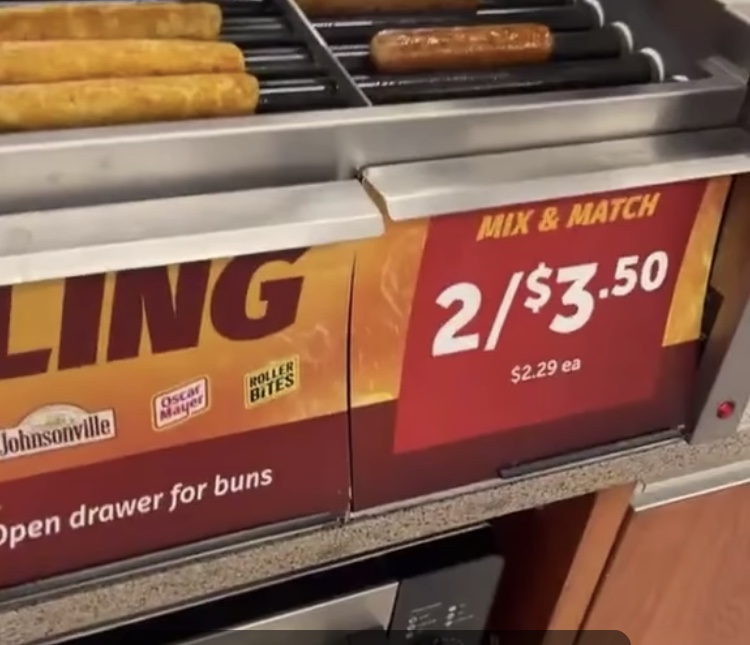 LING
Johnsonville
Oscar
Mayer
ROLLER
BiTES
Open drawer for buns
MIX & MATCH
2/$3.50
$2.29 ea